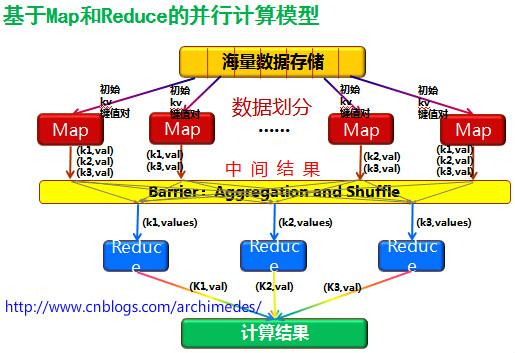 基于Map和Reduce的并行计算模型
海量数据存储
初始
kv
键值对
初始
kv
键值对
初始
kv
键值对
初始
kv
键值对
数据划分
......
Map
Map
Map
Map
(k1,val)
(k2,val)
(k3,val)
(k1,val)
(k3,val)
(k2,val)
(k3,val)
(k1,val)
(k2,val)
(k3,val)
中 间 结 果
Barrier：Aggregation and Shuffle
(k1,values)
(k2,values)
(k3,values)
Reduc
e
Reduc
e
Reduc
e
(K1,val)
(K2,val)
(K3,val)
http://www.cnblogs.com/archimedes/
计算结果